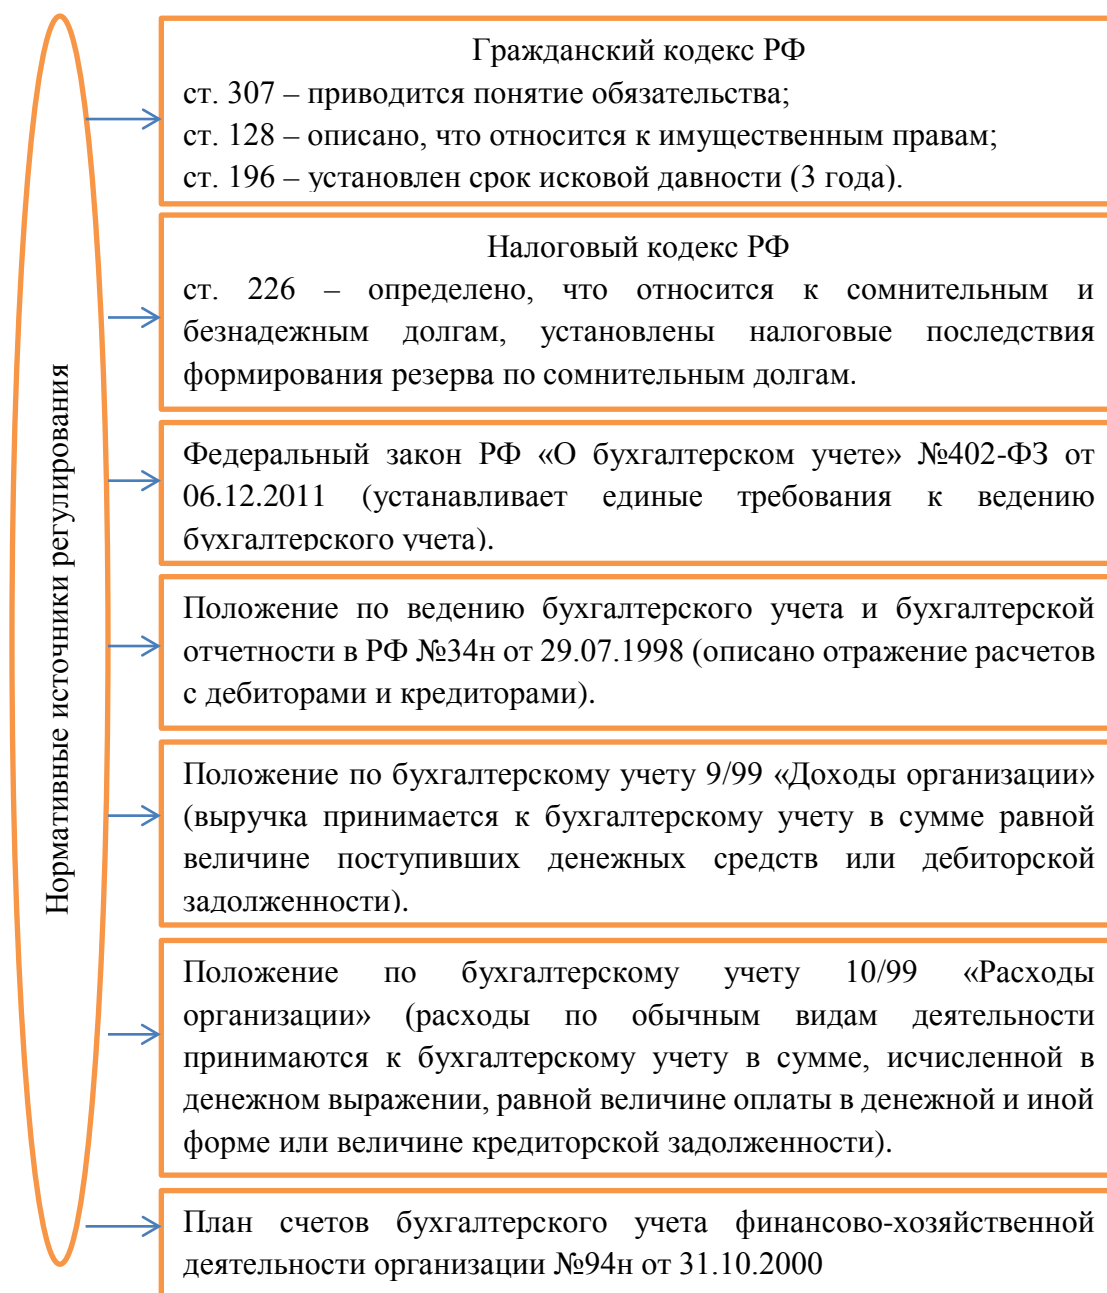 Нормативные источники регулирования
Гражданский кодекс РФ
ст. 307 – приводится понятие обязательства;
ст. 128 – описано, что относится к имущественным правам;
ст. 196 – установлен срок исковой давности (3 года).
Налоговый кодекс РФ
ст. 226 – определено, что относится к сомнительным и
безнадежным долгам, установлены налоговые последствия
формирования резерва по сомнительным долгам.
Федеральный закон РФ «О бухгалтерском учете» №402-ФЗ от
06.12.2011 (устанавливает единые требования к ведению
бухгалтерского учета).
Положение по ведению бухгалтерского учета и бухгалтерской
отчетности в РФ №34н от 29.07.1998 (описано отражение расчетов
с дебиторами и кредиторами).
Положение по бухгалтерскому учету 9/99 «Доходы организации»
(выручка принимается к бухгалтерскому учету в сумме равной
величине поступивших денежных средств или дебиторской
задолженности).
Положение по бухгалтерскому учету 10/99 «Расходы
организации» (расходы по обычным видам деятельности
принимаются к бухгалтерскому учету в сумме, исчисленной в
денежном выражении, равной величине оплаты в денежной и иной
форме или величине кредиторской задолженности).
План счетов бухгалтерского учета финансово-хозяйственной
деятельности организации №94н от 31.10.2000